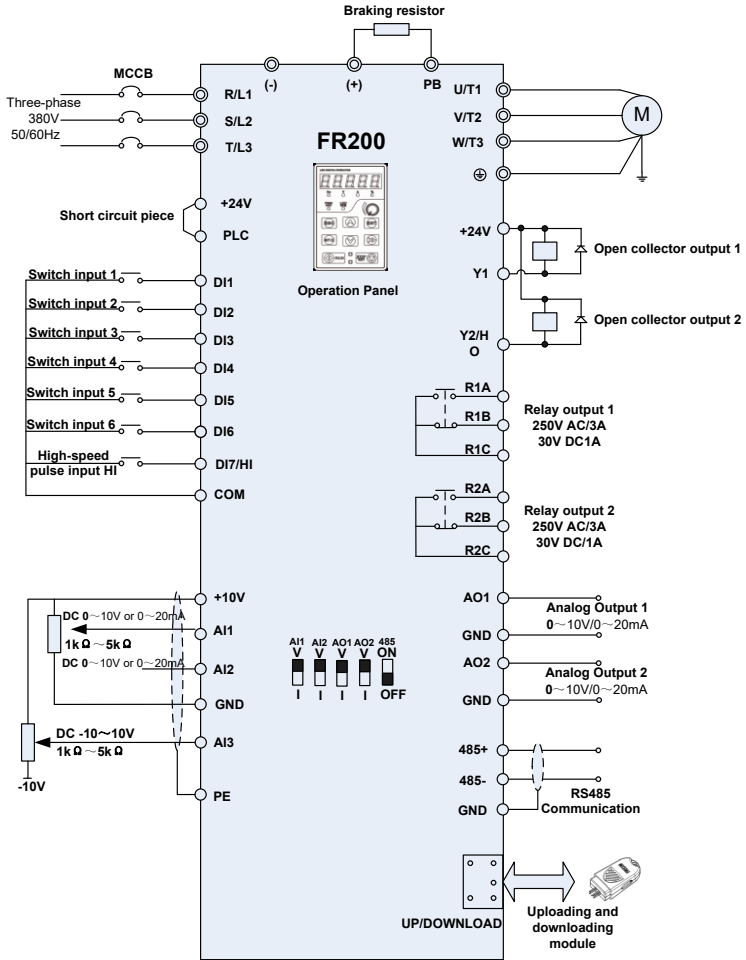 Braking resistor
MCCB
(-)
(+)
PB
R/L1
S/L2
T/L3
Three-phase
380V
50/60Hz
U/T1
V/T2
W/T3
M
FR200
Operation Panel
Short circuit piece
+24V
PLC
Switch input 1
DI1
Switch input 2
DI2
Switch input 3
DI3
Switch input 4
DI4
Switch input 5
DI5
Switch input 6
DI6
High-speed
pulse input HI
DI7/HI
COM
+24V
Y1
Open collector output 1
Y2/H
O
Open collector output 2
R1A
R1B
R1C
Relay output 1
250V AC/3A
30V DC1A
R2A
R2B
R2C
Relay output 2
250V AC/3A
30V DC/1A
+10V
DC 0～10V or 0～20mA
AI1
1kΩ～5kΩ
DC 0～10V or 0～20mA
AI2
GND
DC -10～10V
AI3
1kΩ～5kΩ
-10V
PE
AI1 AI2 AO1 AO2 485
V V V V ON
I I I I OFF
AO1
Analog Output 1
GND
0～10V/0～20mA
AO2
Analog Output 2
GND
0～10V/0～20mA
485+
485-
GND
RS485
Communication
UP/DOWNLOAD
Uploading and
downloading
module